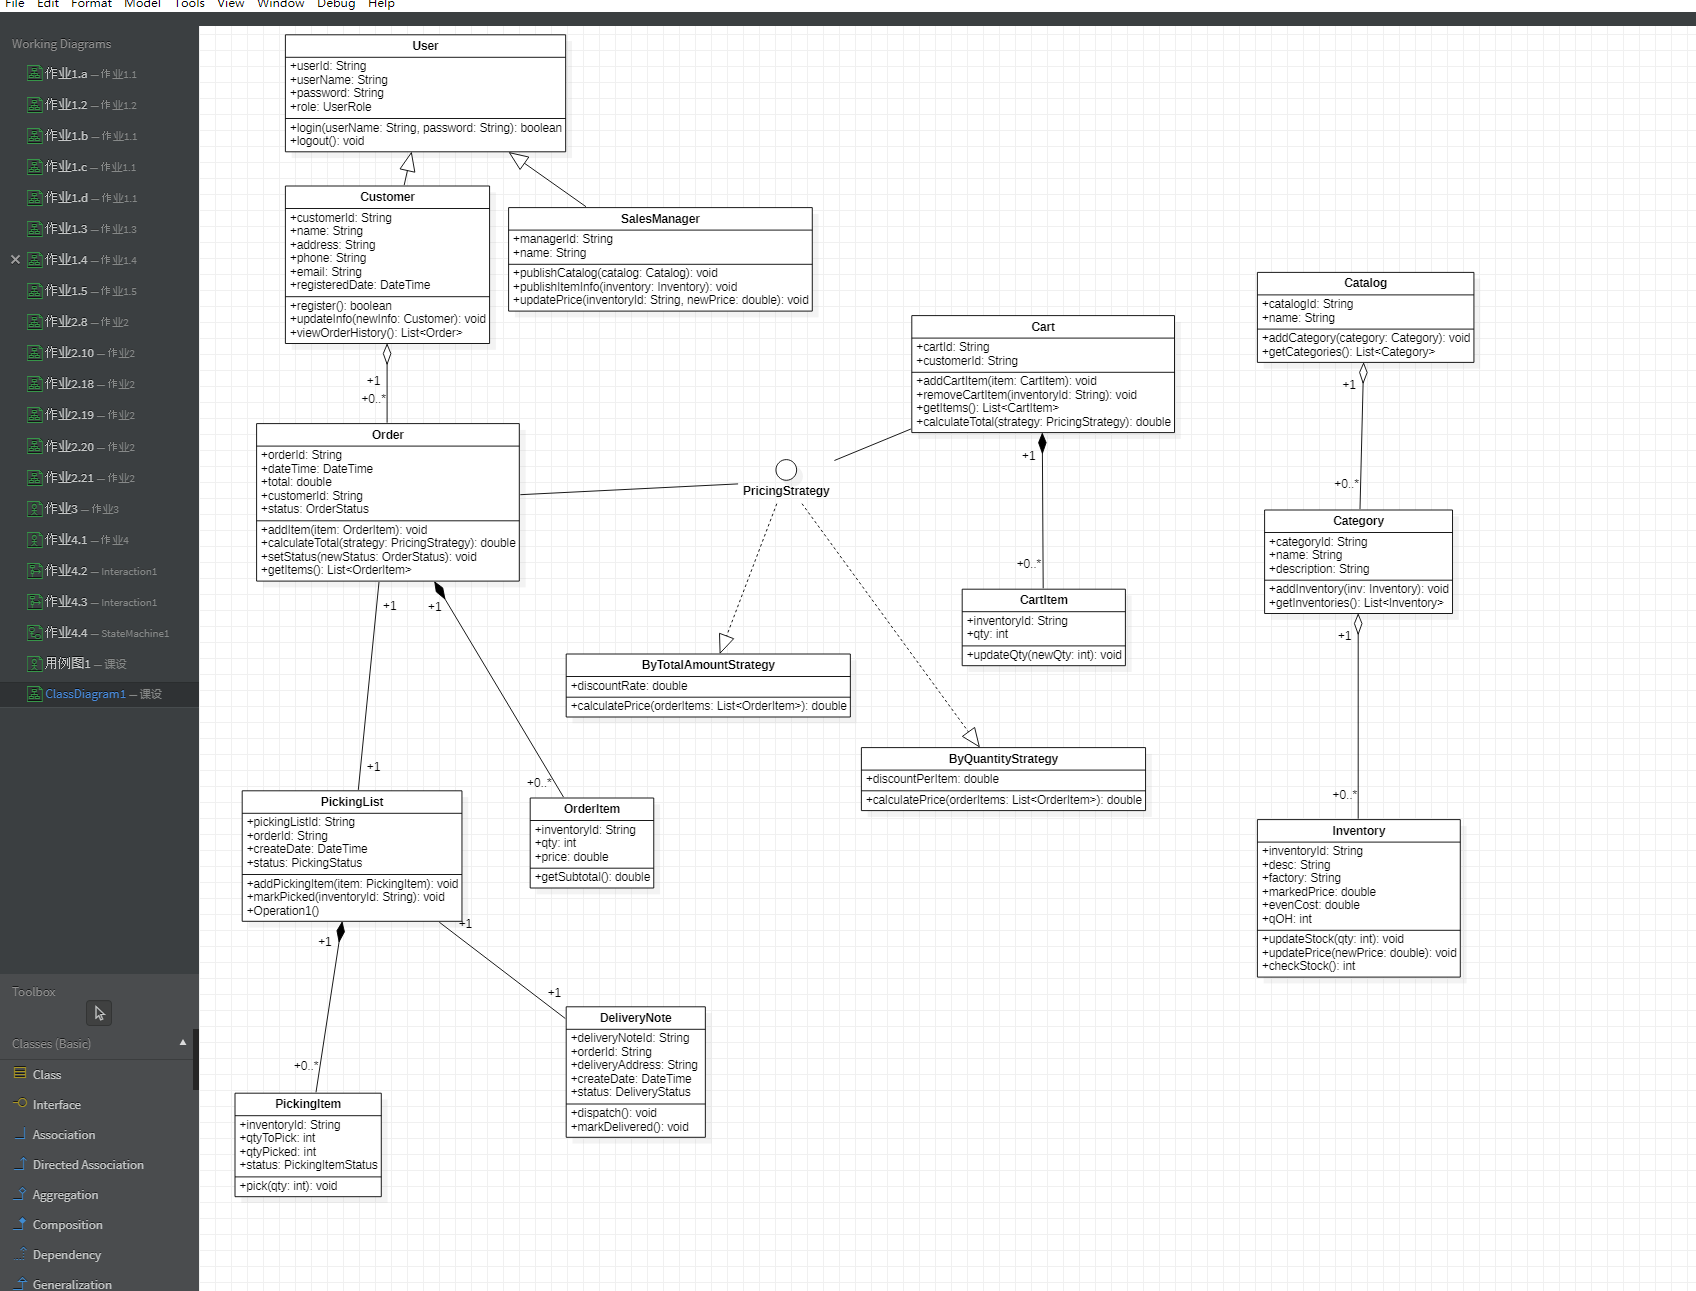 File Edit Format Model Tools View Window Debug Help
Working Diagrams
作业1.a — 作业1.1
作业1.2 — 作业1.2
作业1.b — 作业1.1
作业1.c — 作业1.1
作业1.d — 作业1.1
作业1.3 — 作业1.3
作业1.4 — 作业1.4
作业1.5 — 作业1.5
作业2.8 — 作业2
作业2.10 — 作业2
作业2.18 — 作业2
作业2.19 — 作业2
作业2.20 — 作业2
作业2.21 — 作业2
作业3 — 作业3
作业4.1 — 作业4
作业4.2 — Interaction1
作业4.3 — Interaction1
作业4.4 — StateMachine1
用例图1 — 课设
ClassDiagram1 — 课设
Toolbox
Classes (Basic)
Class
Interface
Association
Directed Association
Aggregation
Composition
Dependency
Generalization
User
+userId: String
+userName: String
+password: String
+role: UserRole
+login(userName: String, password: String): boolean
+logout(): void
Customer
+customerId: String
+name: String
+address: String
+phone: String
+email: String
+registeredDate: DateTime
+register(): boolean
+updateInfo(newInfo: Customer): void
+viewOrderHistory(): List<Order>
SalesManager
+managerId: String
+name: String
+publishCatalog(catalog: Catalog): void
+publishItemInfo(inventory: Inventory): void
+updatePrice(inventoryId: String, newPrice: double): void
+1
+0..*
Order
+orderId: String
+dateTime: DateTime
+total: double
+customerId: String
+status: OrderStatus
+addItem(item: OrderItem): void
+calculateTotal(strategy: PricingStrategy): double
+setStatus(newStatus: OrderStatus): void
+getItems(): List<OrderItem>
PricingStrategy
Cart
+cartId: String
+customerId: String
+addCartItem(item: CartItem): void
+removeCartItem(inventoryId: String): void
+getItems(): List<CartItem>
+calculateTotal(strategy: PricingStrategy): double
+1
+0..*
CartItem
+inventoryId: String
+qty: int
+updateQty(newQty: int): void
Catalog
+catalogId: String
+name: String
+addCategory(category: Category): void
+getCategories(): List<Category>
+1
+0..*
Category
+categoryId: String
+name: String
+description: String
+addInventory(inv: Inventory): void
+getInventories(): List<Inventory>
+1
+0..*
Inventory
+inventoryId: String
+desc: String
+factory: String
+markedPrice: double
+evenCost: double
+qOH: int
+updateStock(qty: int): void
+updatePrice(newPrice: double): void
+checkStock(): int
ByTotalAmountStrategy
+discountRate: double
+calculatePrice(orderItems: List<OrderItem>): double
ByQuantityStrategy
+discountPerItem: double
+calculatePrice(orderItems: List<OrderItem>): double
+1
+1
+1
+0..*
PickingList
+pickingListId: String
+orderId: String
+createDate: DateTime
+status: PickingStatus
+addPickingItem(item: PickingItem): void
+markPicked(inventoryId: String): void
+Operation1()
OrderItem
+inventoryId: String
+qty: int
+price: double
+getSubtotal(): double
+1
+1
+1
+0..*
DeliveryNote
+deliveryNoteId: String
+orderId: String
+deliveryAddress: String
+createDate: DateTime
+status: DeliveryStatus
+dispatch(): void
+markDelivered(): void
PickingItem
+inventoryId: String
+qtyToPick: int
+qtyPicked: int
+status: PickingItemStatus
+pick(qty: int): void